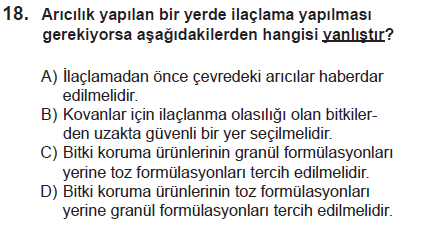 18. Arıcılık yapılan bir yerde ilaçlama yapılması
gerekiyorsa aşağıdakilerden hangisi yanlıştır?
A) İlaçlamadan önce çevredeki arıcılar haberdar
edilmelidir.
B) Kovanlar için ilaçlanma olasılığı olan bitkiler-
den uzakta güvenli bir yer seçilmelidir.
C) Bitki koruma ürünlerinin granül formülasyonları
yerine toz formülasyonları tercih edilmelidir.
D) Bitki koruma ürünlerinin toz formülasyonları
yerine granül formülasyonları tercih edilmelidir.